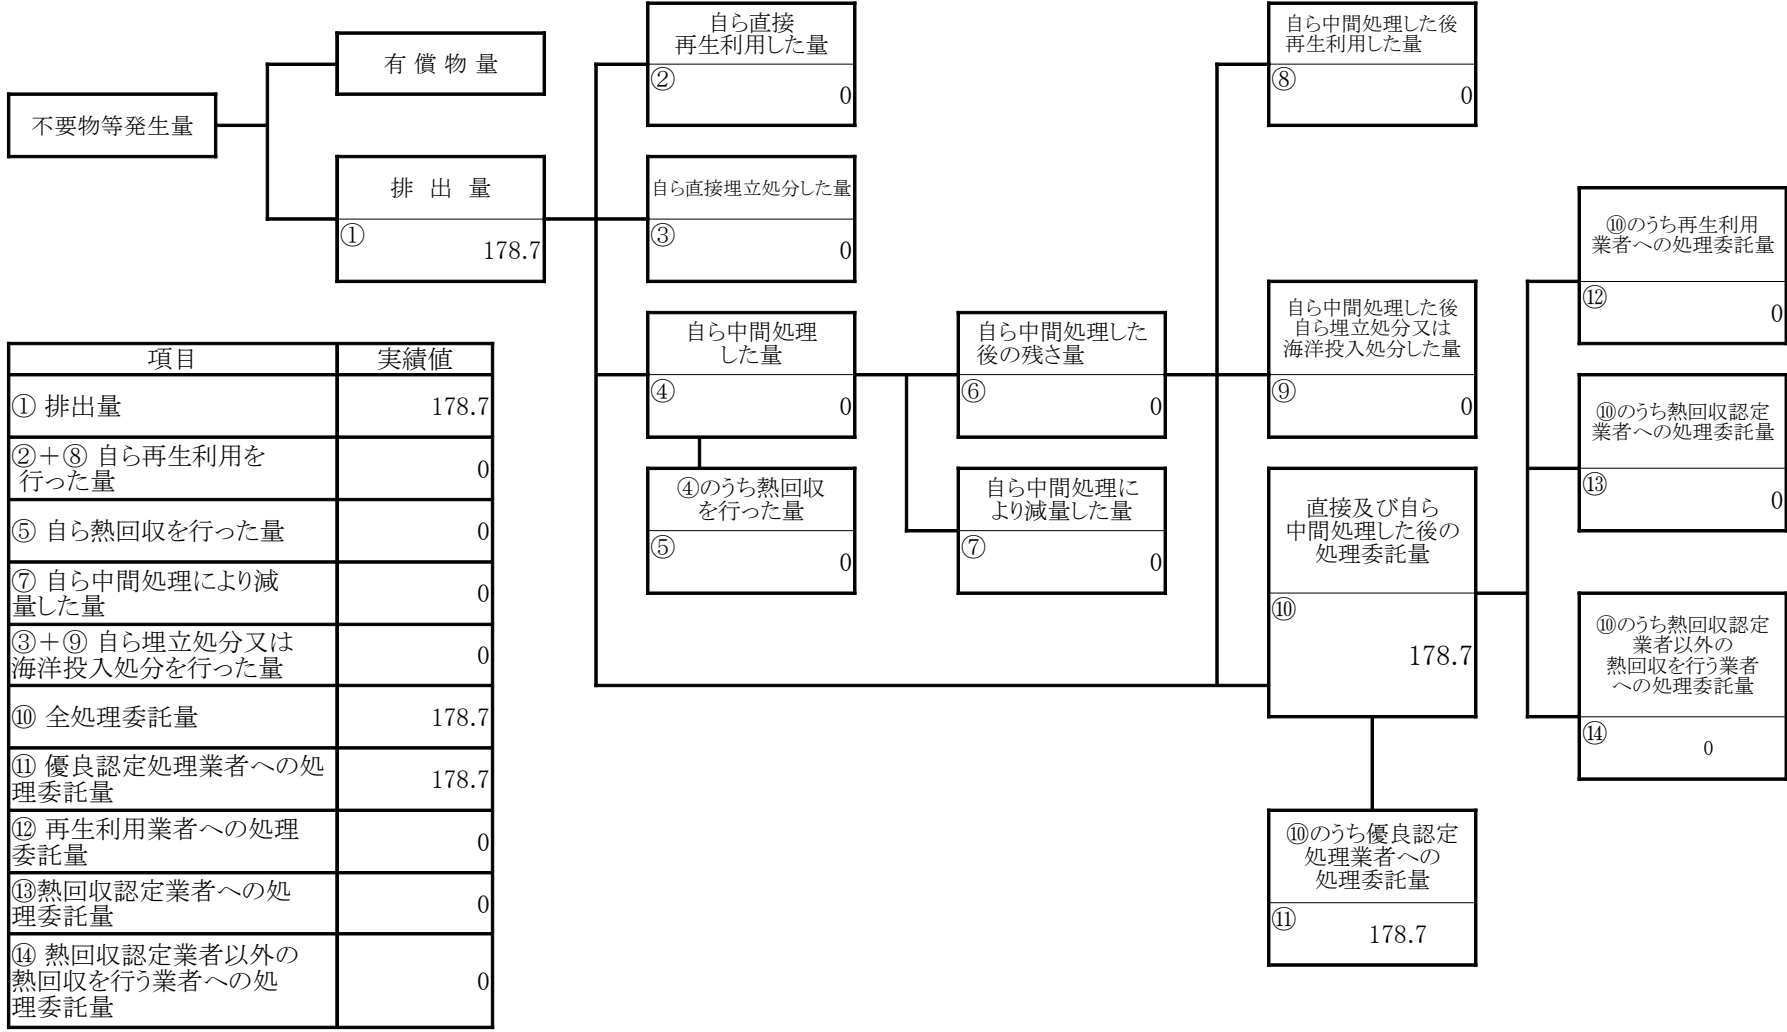 自ら直接
再生利用した量
②
0
自ら中間処理した後
再生利用した量
⑧
0
有 償 物 量
不要物等発生量
排 出 量
①
178.7
自ら直接埋立処分した量
③
0
⑩のうち再生利用
業者への処理委託量
⑫
0
自ら中間処理
した量
④
0
自ら中間処理した
後の残さ量
⑥
0
自ら中間処理した後
自ら埋立処分又は
海洋投入処分した量
⑨
0
⑩のうち熱回収認定
業者への処理委託量
⑬
0
④のうち熱回収
を行った量
⑤
0
自ら中間処理に
より減量した量
⑦
0
直接及び自ら
中間処理した後の
処理委託量
⑩
178.7
⑩のうち熱回収認定
業者以外の
熱回収を行う業者
への処理委託量
⑭
0
⑩のうち優良認定
処理業者への
処理委託量
⑪
178.7
項目 実績値
① 排出量 178.7
②+⑧ 自ら再生利用を
行った量 0
⑤ 自ら熱回収を行った量 0
⑦ 自ら中間処理により減
量した量 0
③+⑨ 自ら埋立処分又は
海洋投入処分を行った量 0
⑩ 全処理委託量 178.7
⑪ 優良認定処理業者への処
理委託量 178.7
⑫ 再生利用業者への処理
委託量 0
⑬熱回収認定業者への処
理委託量 0
⑭ 熱回収認定業者以外の
熱回収を行う業者への処
理委託量 0